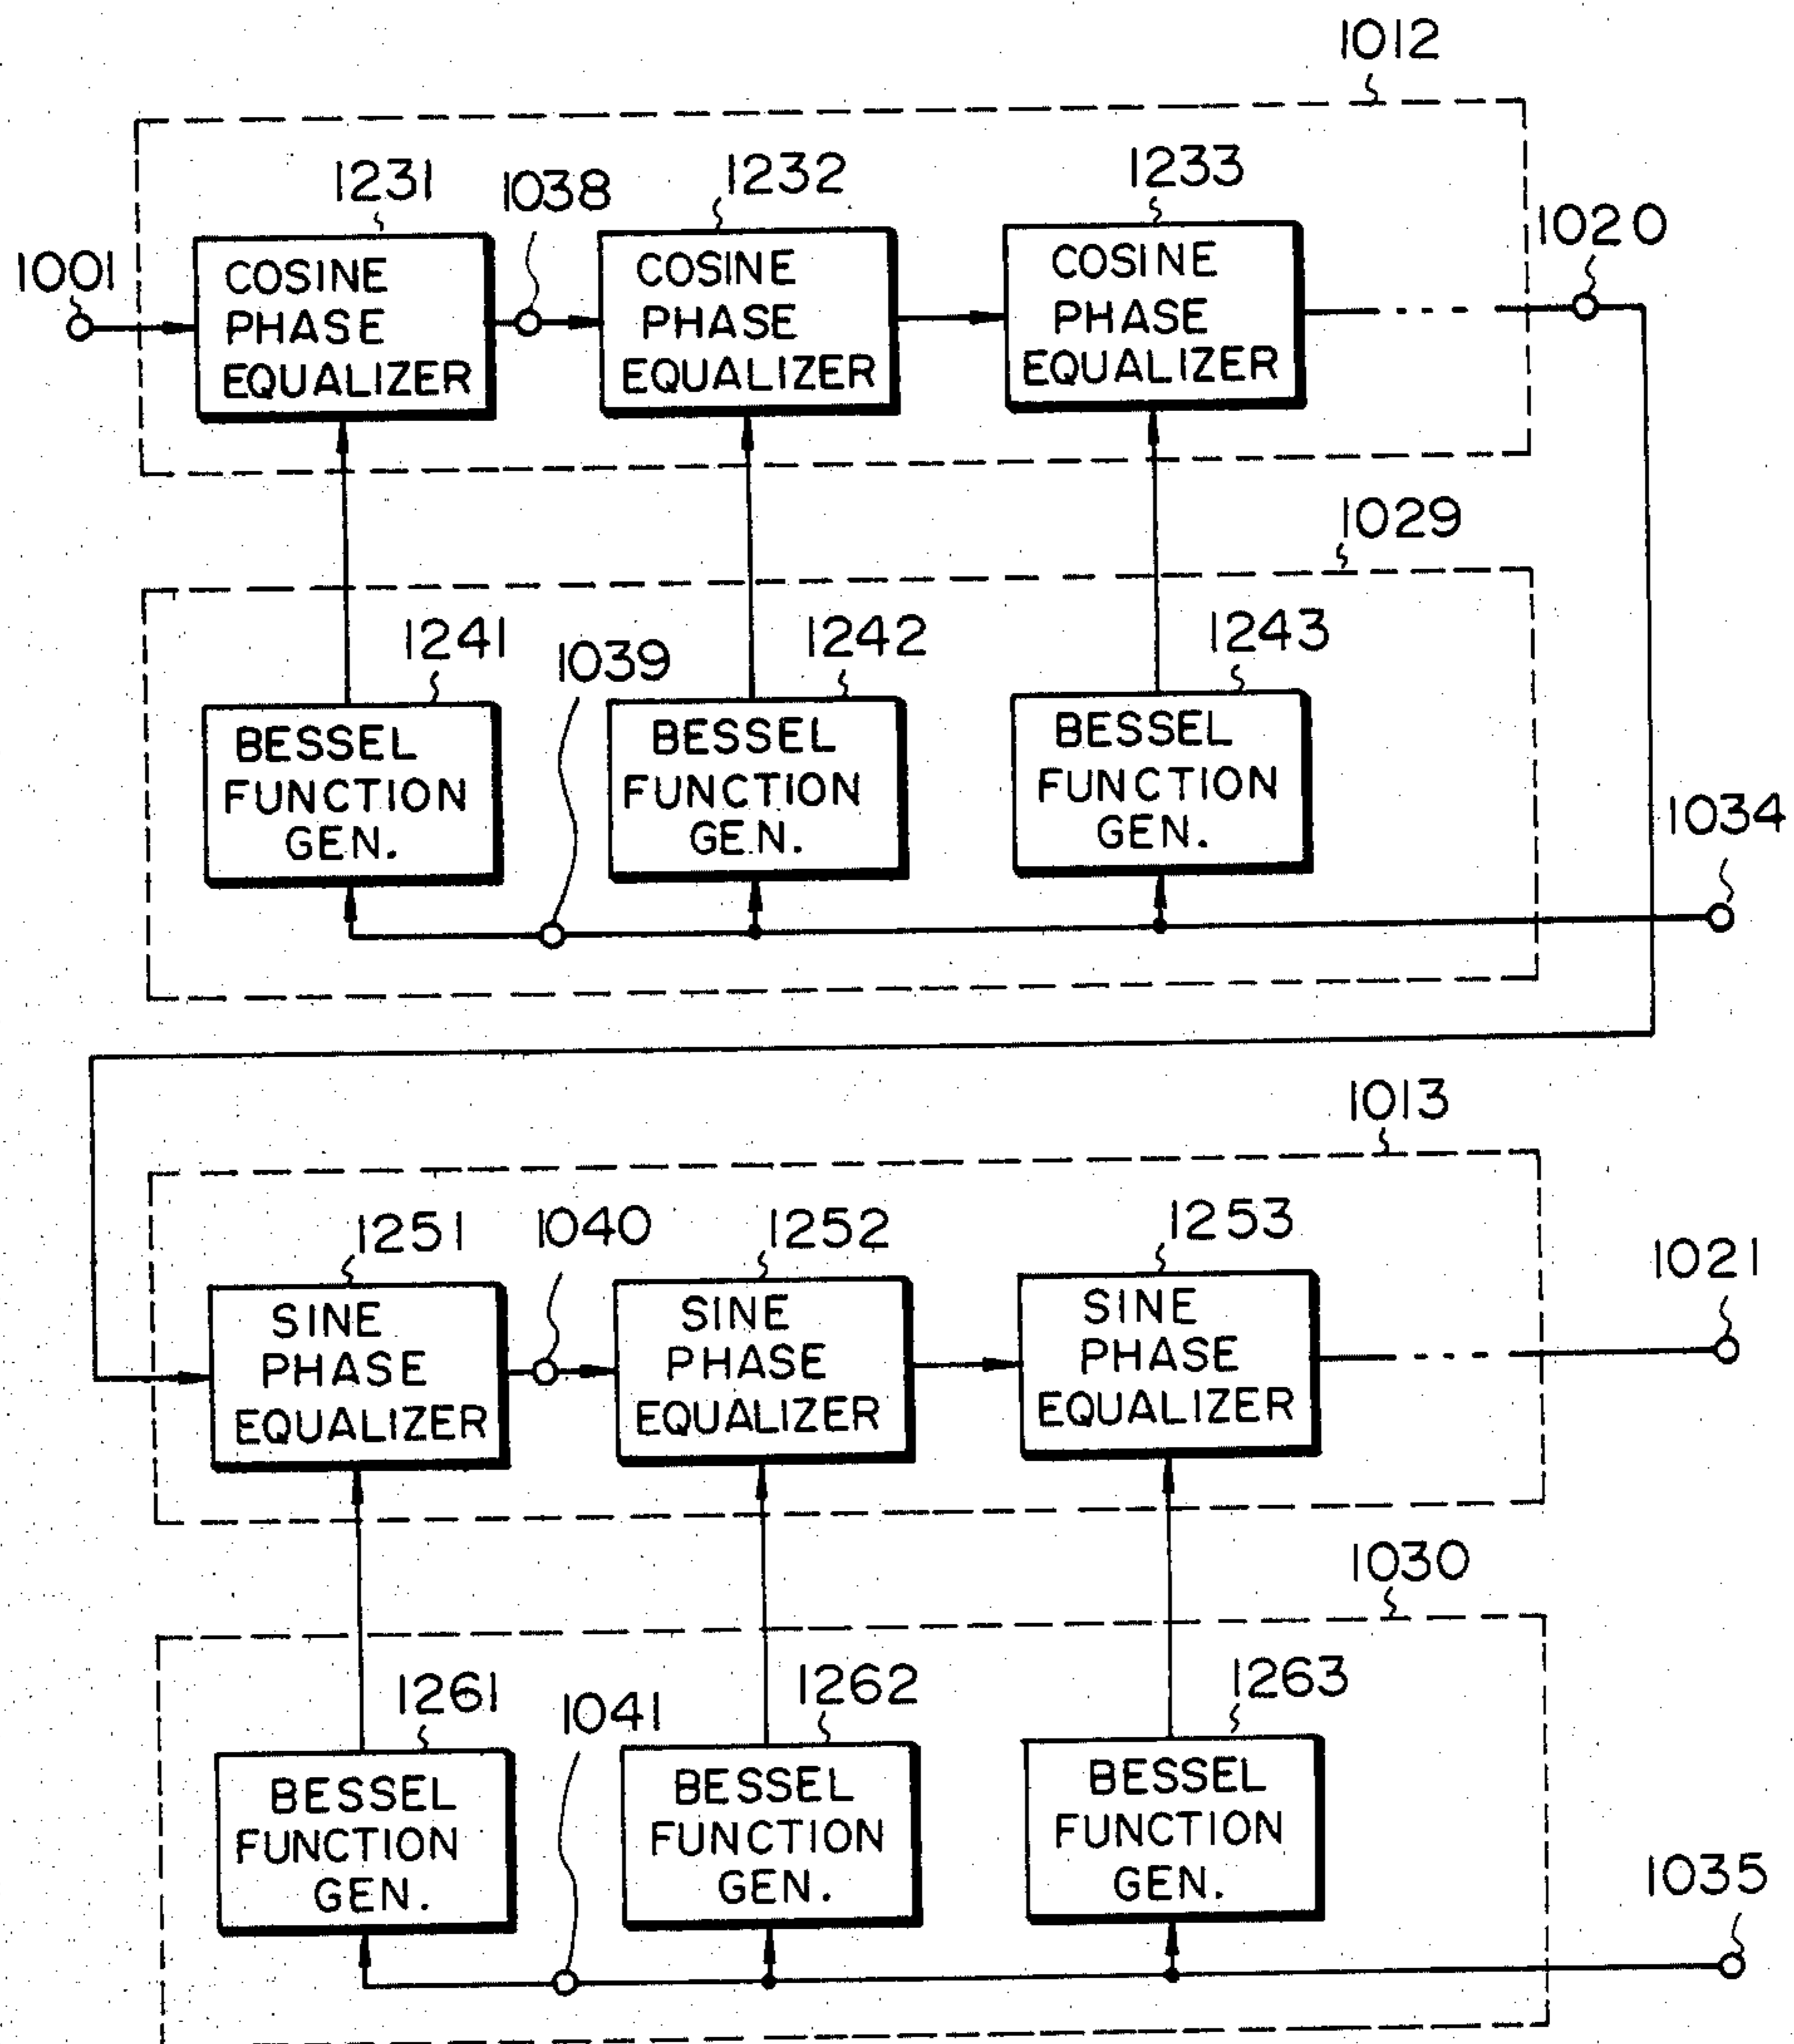 1012
1231
1038
1232
1233
1020
1001
COSINE
PHASE
EQUALIZER
COSINE
PHASE
EQUALIZER
COSINE
PHASE
EQUALIZER
1029
1241
1039
1242
1243
BESSEL
FUNCTION
GEN.
BESSEL
FUNCTION
GEN.
BESSEL
FUNCTION
GEN.
1034
1013
1251
1040
1252
1253
1021
SINE
PHASE
EQUALIZER
SINE
PHASE
EQUALIZER
SINE
PHASE
EQUALIZER
1030
1261
1041
1262
1263
BESSEL
FUNCTION
GEN.
BESSEL
FUNCTION
GEN.
BESSEL
FUNCTION
GEN.
1035